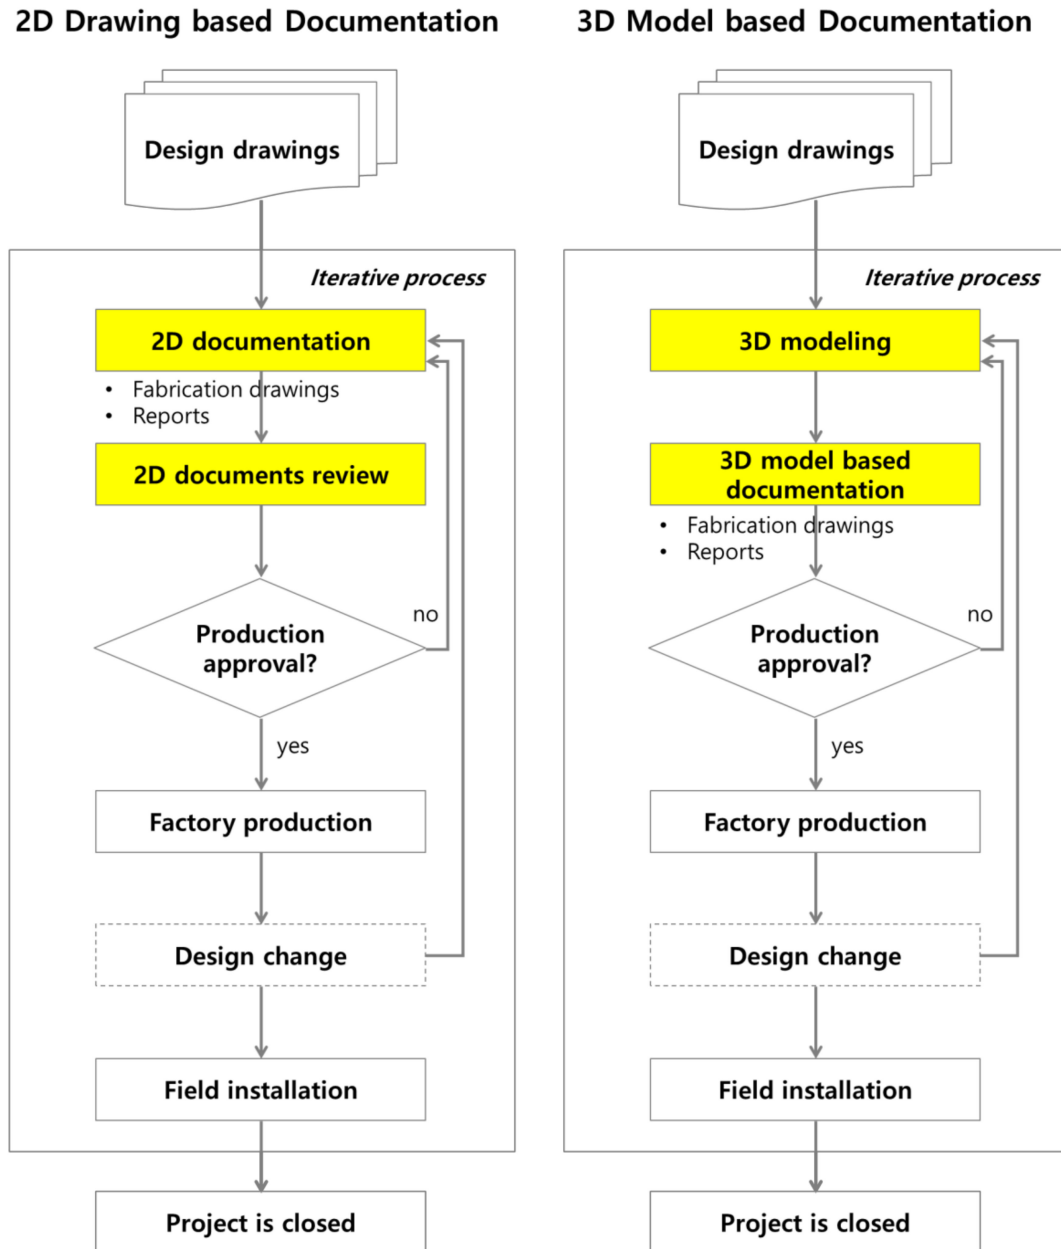 2D Drawing based Documentation
Design drawings
Iterative process
2D documentation
• Fabrication drawings
• Reports
2D documents review
Production
approval?
no
yes
Factory production
Design change
Field installation
Project is closed
3D Model based Documentation
Design drawings
Iterative process
3D modeling
3D model based
documentation
• Fabrication drawings
• Reports
Production
approval?
no
yes
Factory production
Design change
Field installation
Project is closed